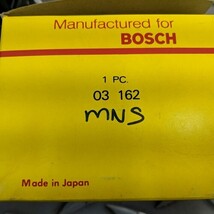 Manufactured for
BOSCH
1 PC.
03 162
MNS
Made in Japan